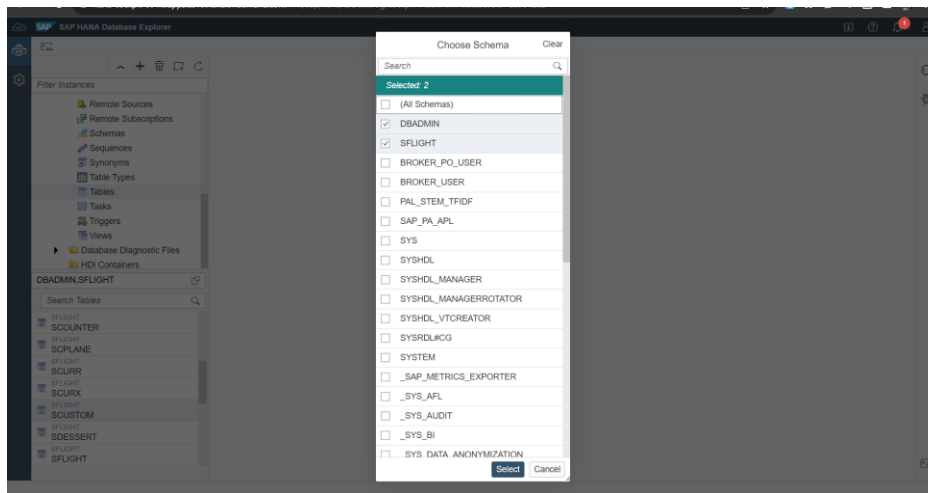 SAP SAP HANA Database Explorer
1
Filter Instances
Remote Sources
Remote Subscriptions
Schemas
Sequences
Synonyms
Table Types
Tables
Tasks
Triggers
Views
Database Diagnostic Files
HDI Containers
DBADMIN,SFLIGHT
Search Tables
SFLIGHT
SCOUNTER
SFLIGHT
SCPLANE
SFLIGHT
SCURR
SFLIGHT
SCURX
SFLIGHT
SCUSTOM
SFLIGHT
SDESSERT
SFLIGHT
SFLIGHT
Choose Schema Clear
Search
Selected: 2
(All Schemas)
DBADMIN
SFLIGHT
BROKER_PO_USER
BROKER_USER
PAL_STEM_TFIDF
SAP_PA_APL
SYS
SYSHDL
SYSHDL_MANAGER
SYSHDL_MANAGERROTATOR
SYSHDL_VTCREATOR
SYSRDL#CG
SYSTEM
_SAP_METRICS_EXPORTER
_SYS_AFL
_SYS_AUDIT
_SYS_BI
_SYS_DATA_ANONYMIZATION
Select Cancel